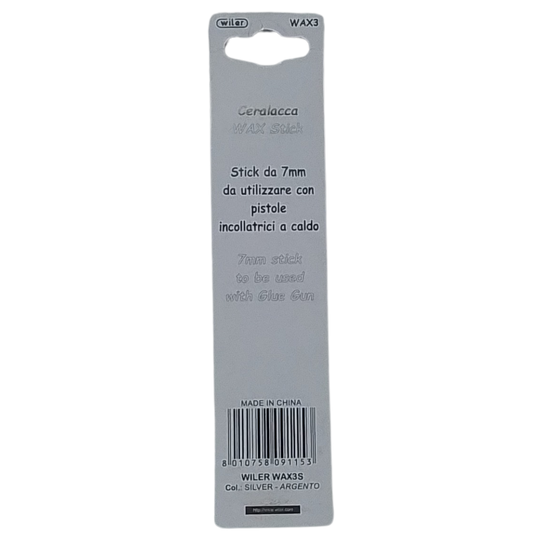 wiler WAX3
Ceralacca
WAX Stick
Stick da 7mm
da utilizzare con
pistole
incollatrici a caldo
7mm stick
to be used
with Glue Gun
MADE IN CHINA
8 010758 091153
WILER WAX3S
Col.: SILVER - ARGENTO